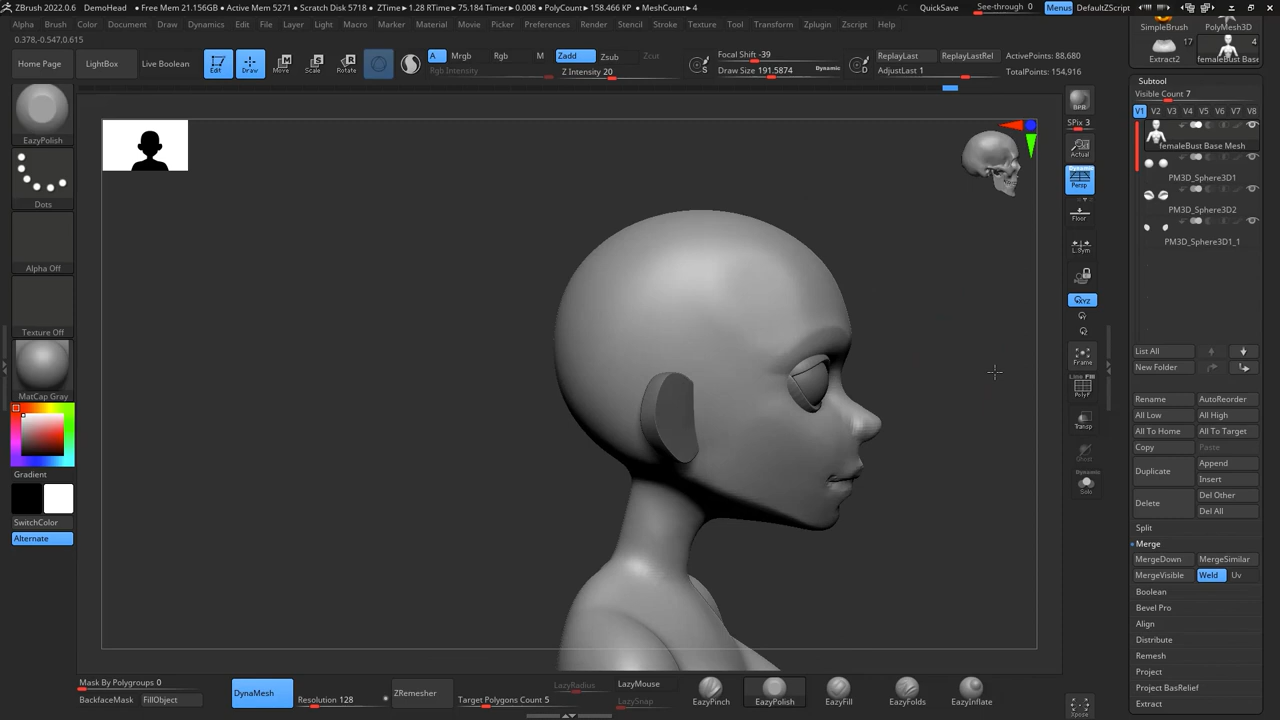 ZBrush 2022.0.6 DemoHead • Free Mem 21.156GB • Active Mem 5271 • Scratch Disk 5718 • ZTime▸1.28 RTime▸75.184 Timer▸0.008 • PolyCount▸158.466 KP • MeshCount▸4 AC QuickSave See-through 0 Menus DefaultZScript
Alpha Brush Color Document Draw Dynamics Edit File Layer Light Macro Marker Material Movie Picker Preferences Render Stencil Stroke Texture Tool Transform Zplugin Zscript Help
0.378,-0.547,0.615
Home Page LightBox Live Boolean Edit Draw Move Scale Rotate
A Mrgb Rgb M Zadd Zsub Zcut
Rgb Intensity Z Intensity 20
Focal Shift -39
Draw Size 191.5874 Dynamic
ReplayLast ReplayLastRel ActivePoints: 88,680
AdjustLast 1 TotalPoints: 154,916
SimpleBrush PolyMesh3D
17 4
Extract2 femaleBust Base
EazyPolish
Dots
Alpha Off
Texture Off
MatCap Gray
Gradient
SwitchColor
Alternate
BPR
SPix 3
Actual
Dynamic
Persp
Floor
L.Sym
XYZ
Frame
Line Fill
PolyF
Transp
Ghost
Dynamic
Solo
Xpose
Subtool
Visible Count 7
V1 V2 V3 V4 V5 V6 V7 V8
femaleBust Base Mesh
PM3D_Sphere3D1
PM3D_Sphere3D2
PM3D_Sphere3D1_1
List All
New Folder
Rename AutoReorder
All Low All High
All To Home All To Target
Copy Paste
Duplicate Append
Insert
Delete Del Other
Del All
Split
Merge
MergeDown MergeSimilar
MergeVisible Weld Uv
Boolean
Bevel Pro
Align
Distribute
Remesh
Project
Project BasRelief
Extract
Mask By Polygroups 0
BackfaceMask FillObject
DynaMesh
Resolution 128
ZRemesher
Target Polygons Count 5
LazyRadius LazyMouse
LazySnap
EazyPinch EazyPolish EazyFill EazyFolds EazyInflate